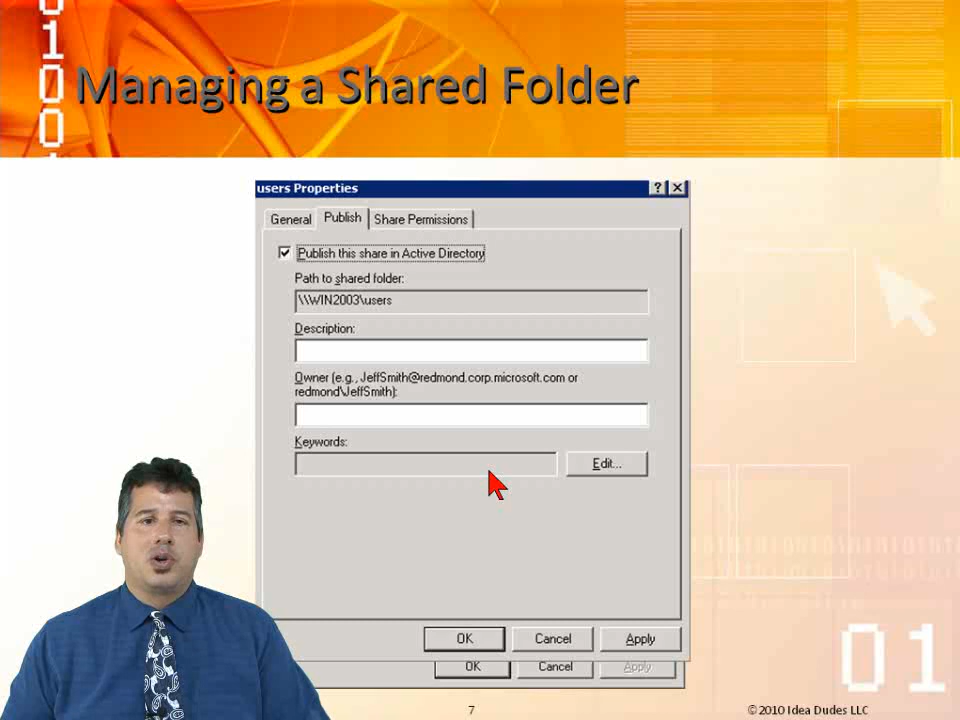 Managing a Shared Folder
users Properties
General Publish Share Permissions
Publish this share in Active Directory
Path to shared folder:
\\WIN2003\users
Description:
Owner (e.g., JeffSmith@redmond.corp.microsoft.com or
redmond\JeffSmith):
Keywords:
Edit...
OK Cancel Apply
OK Cancel Apply
01
7
©2010 Idea Dudes LLC